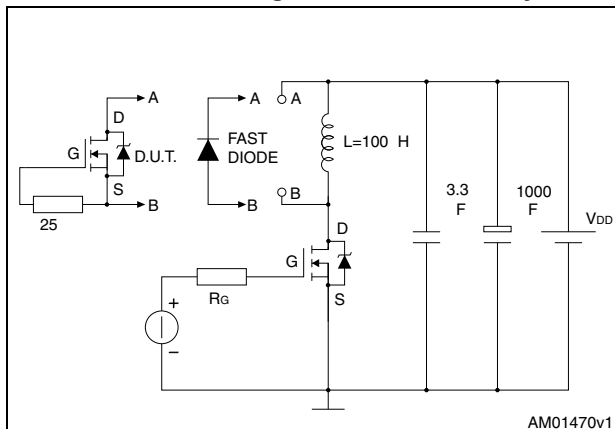 A
D
G
D.U.T.
S
B
25
A
FAST
DIODE
B
A
B
L=100 H
D
G
S
RG
+
–
3.3
F
1000
F
VDD
AM01470v1